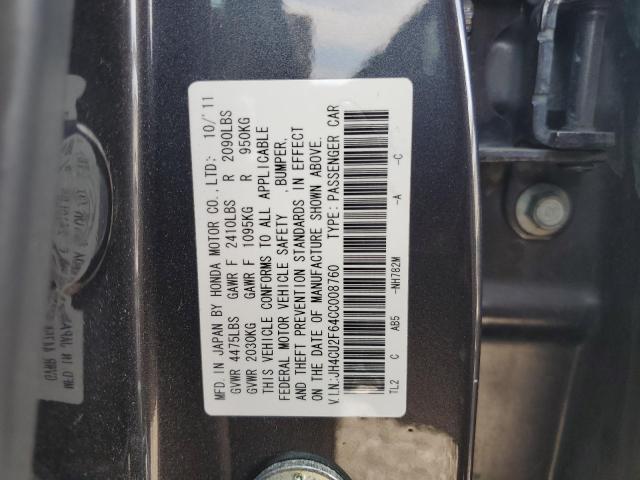 MFD. IN JAPAN BY HONDA MOTOR CO., LTD: 10/'11
GVWR 4475LBS GAWR F 2410LBS R 2090LBS
GVWR 2030KG GAWR F 1095KG R 950KG
THIS VEHICLE CONFORMS TO ALL APPLICABLE
FEDERAL MOTOR VEHICLE SAFETY , BUMPER,
AND THEFT PREVENTION STANDARDS IN EFFECT
ON THE DATE OF MANUFACTURE SHOWN ABOVE.
V.I.N.:JH4CU2F64CC008760 TYPE: PASSENGER CAR
TL2 C AB5 -NH782M -A -C